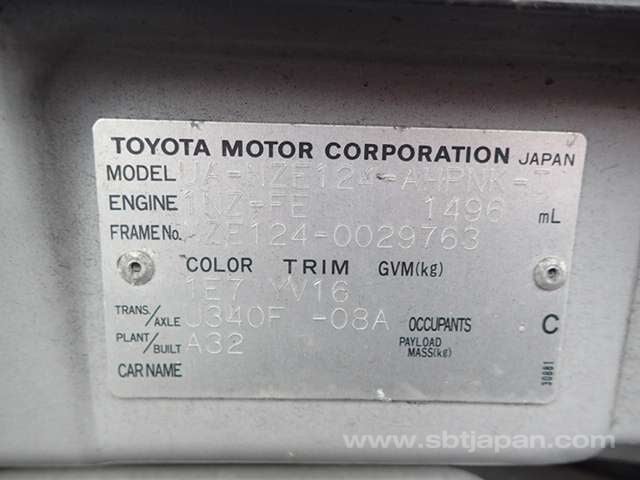 TOYOTA MOTOR CORPORATION JAPAN
MODEL UA-NZE124-AHPNK-
ENGINE 1NZ-FE 1496 mL
FRAME No. NZE124-0029763
COLOR TRIM GVM(kg)
1E7 YV16
TRANS./AXLE U340F -08A OCCUPANTS C
PLANT/BUILT A32 PAYLOAD MASS(kg)
CAR NAME
30881
www.sbtjapan.com